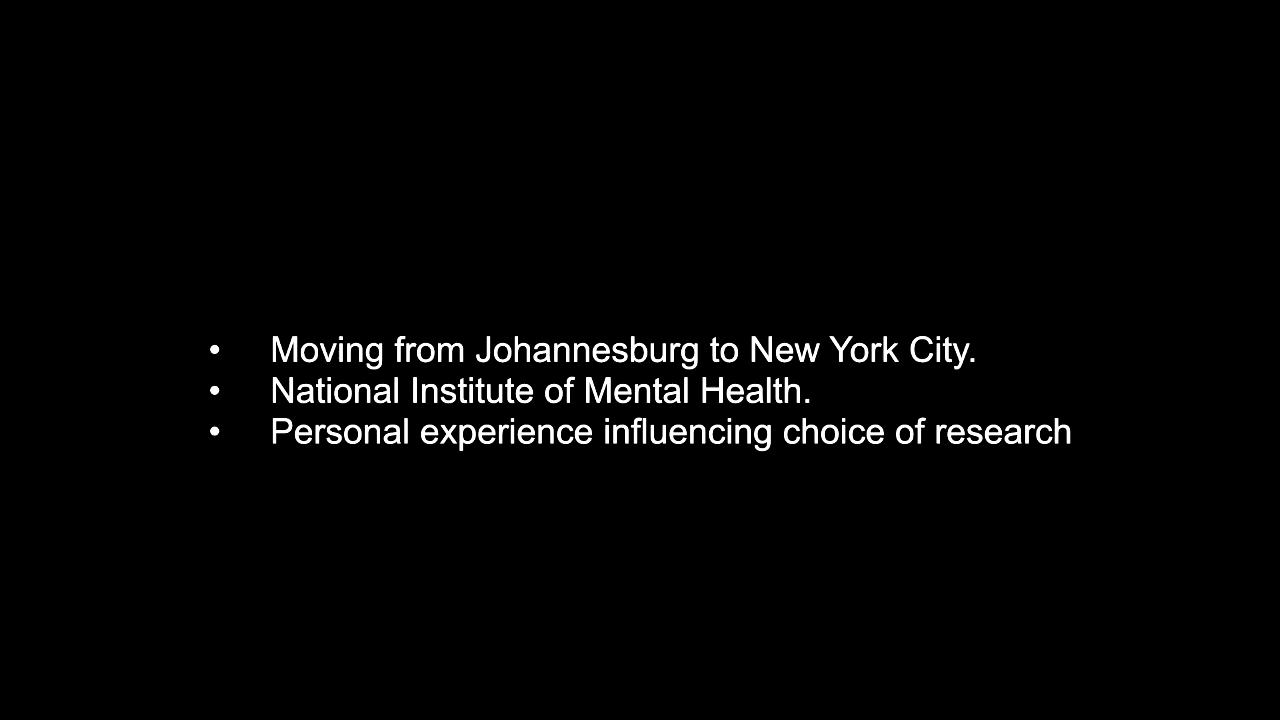 • Moving from Johannesburg to New York City.
• National Institute of Mental Health.
• Personal experience influencing choice of research